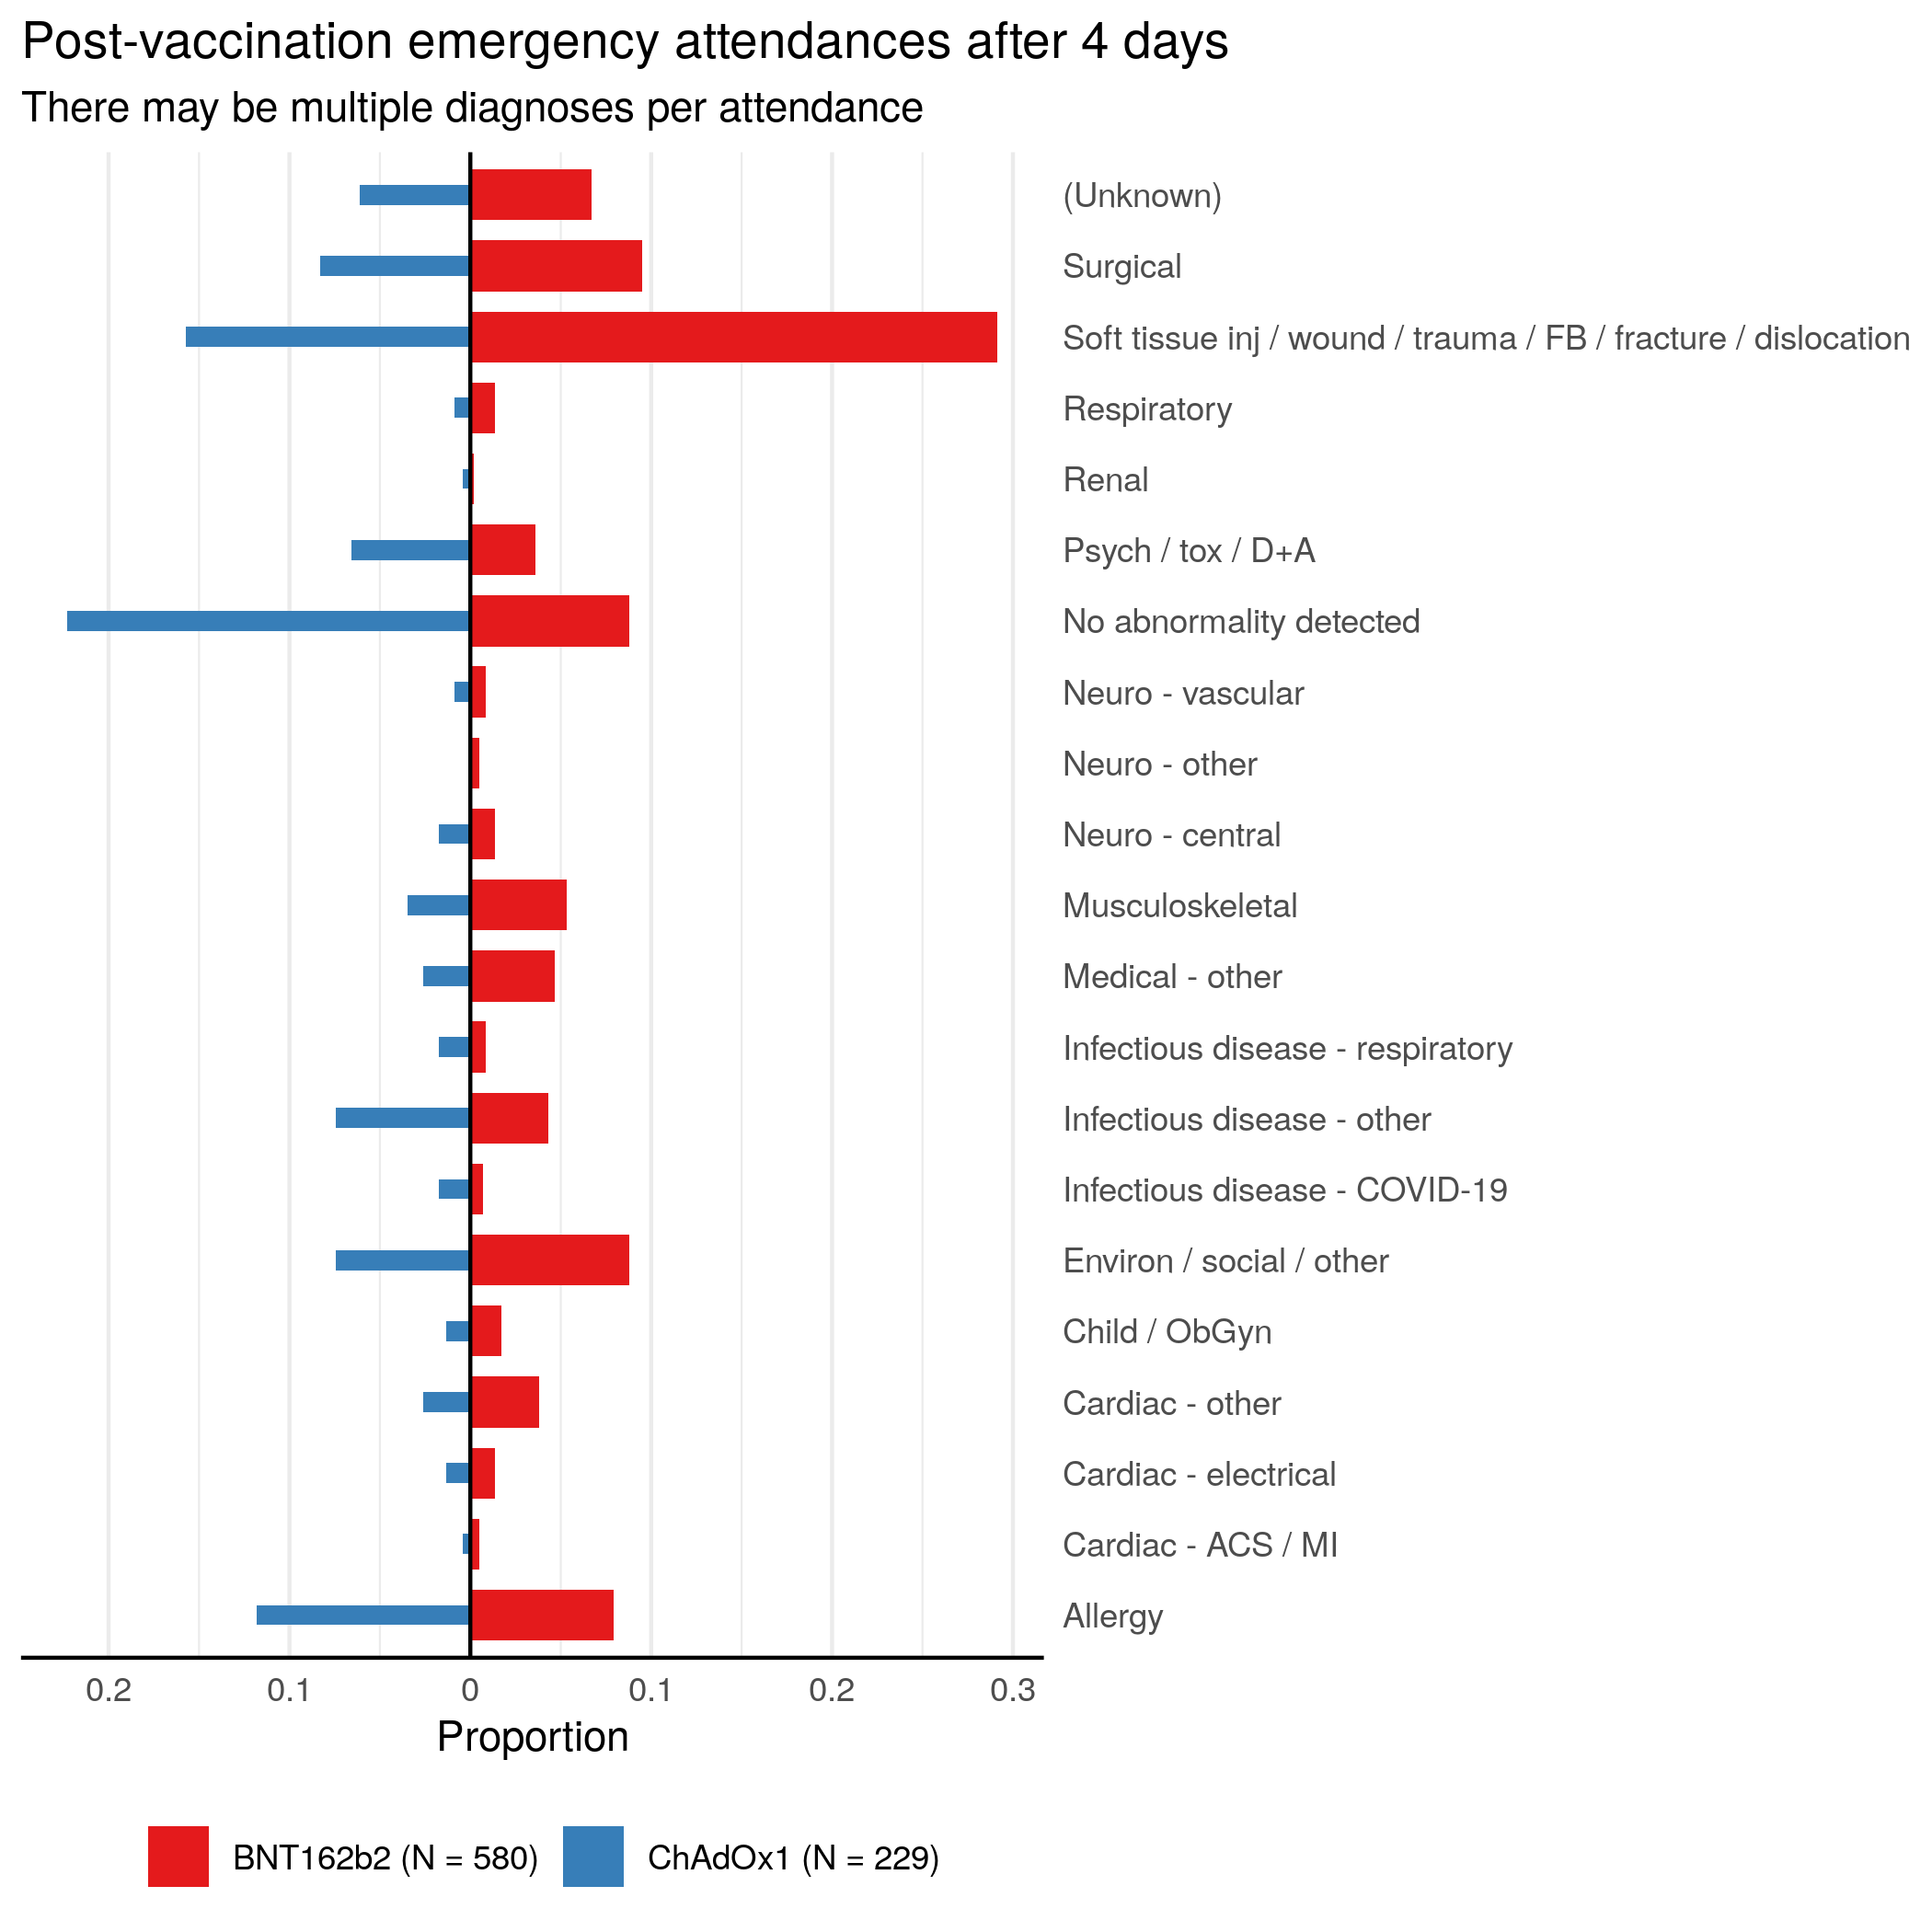 Post-vaccination emergency attendances after 4 days
There may be multiple diagnoses per attendance
(Unknown)
Surgical
Soft tissue inj / wound / trauma / FB / fracture / dislocation
Respiratory
Renal
Psych / tox / D+A
No abnormality detected
Neuro - vascular
Neuro - other
Neuro - central
Musculoskeletal
Medical - other
Infectious disease - respiratory
Infectious disease - other
Infectious disease - COVID-19
Environ / social / other
Child / ObGyn
Cardiac - other
Cardiac - electrical
Cardiac - ACS / MI
Allergy
0.2 0.1 0 0.1 0.2 0.3
Proportion
BNT162b2 (N = 580) ChAdOx1 (N = 229)